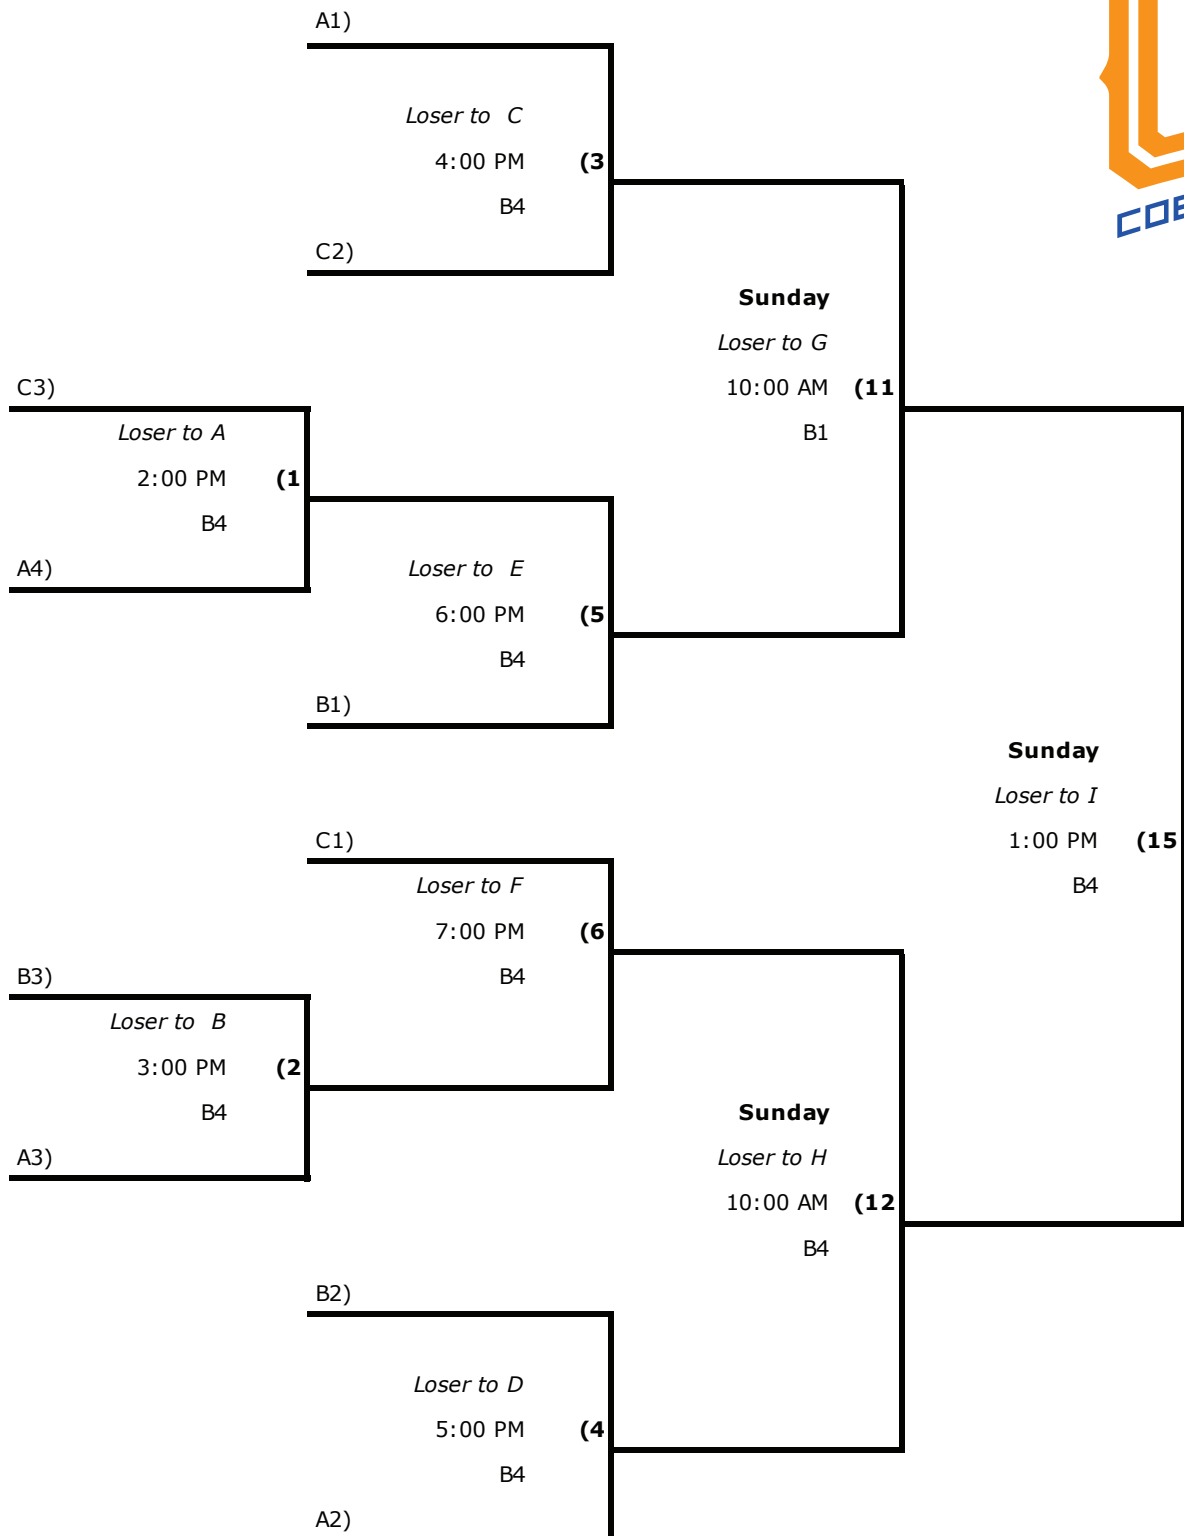 A1)
Loser to  C
4:00 PM (3
B4
C2)
Sunday
Loser to G
C3)
10:00 AM (11
Loser to A
B1
2:00 PM (1
B4
A4)
Loser to  E
6:00 PM (5
B4
B1)
Sunday
Loser to I
C1)
1:00 PM (15
Loser to F
B4
7:00 PM (6
B3)
B4
Loser to  B
3:00 PM (2
B4
Sunday
A3)
Loser to H
10:00 AM (12
B4
B2)
Loser to D
5:00 PM (4
B4
A2)